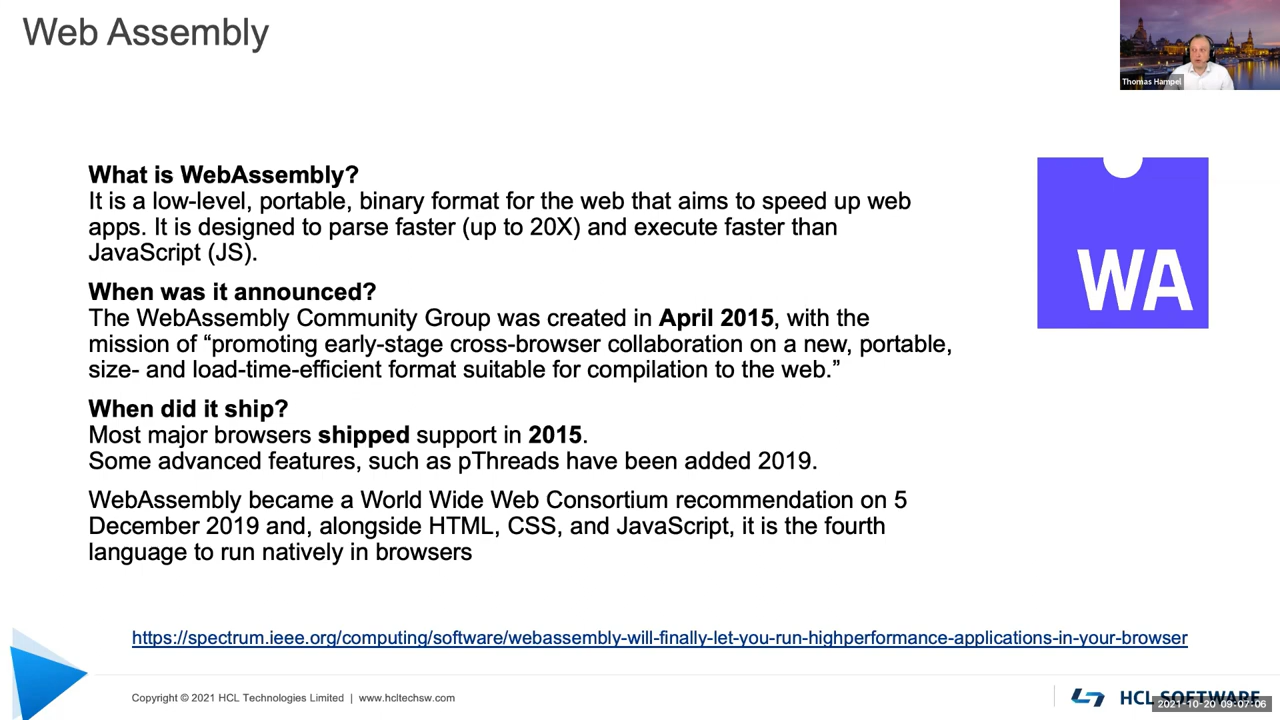 Web Assembly
Thomas Hampel
What is WebAssembly?
It is a low-level, portable, binary format for the web that aims to speed up web
apps. It is designed to parse faster (up to 20X) and execute faster than
JavaScript (JS).
WA
When was it announced?
The WebAssembly Community Group was created in April 2015, with the
mission of “promoting early-stage cross-browser collaboration on a new, portable,
size- and load-time-efficient format suitable for compilation to the web.”
When did it ship?
Most major browsers shipped support in 2015.
Some advanced features, such as pThreads have been added 2019.
WebAssembly became a World Wide Web Consortium recommendation on 5
December 2019 and, alongside HTML, CSS, and JavaScript, it is the fourth
language to run natively in browsers
https://spectrum.ieee.org/computing/software/webassembly-will-finally-let-you-run-highperformance-applications-in-your-browser
Copyright © 2021 HCL Technologies Limited | www.hcltechsw.com
HCL SOFTWARE
2021-10-20 09:07:06